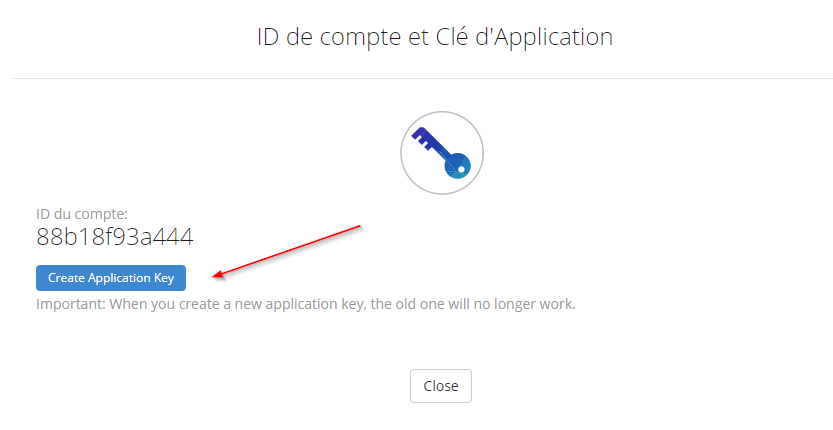 ID de compte et Clé d'Application
ID du compte:
88b18f93a444
Create Application Key
Important: When you create a new application key, the old one will no longer work.
Close